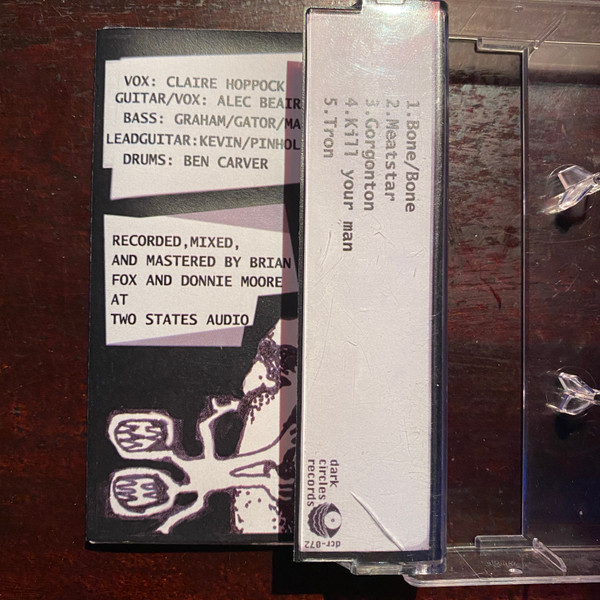 VOX: CLAIRE HOPPOCK
GUITAR/VOX: ALEC BEAIR
BASS: GRAHAM/GATOR/MA
LEADGUITAR:KEVIN/PINHOL
DRUMS: BEN CARVER
RECORDED,MIXED,
AND MASTERED BY BRIAN
FOX AND DONNIE MOORE
AT
TWO STATES AUDIO
1.Bone/Bone
2.Meatstar
3.Gorgonton
4.Kill your man
5.Tron
dark
circles
records
dcr-072